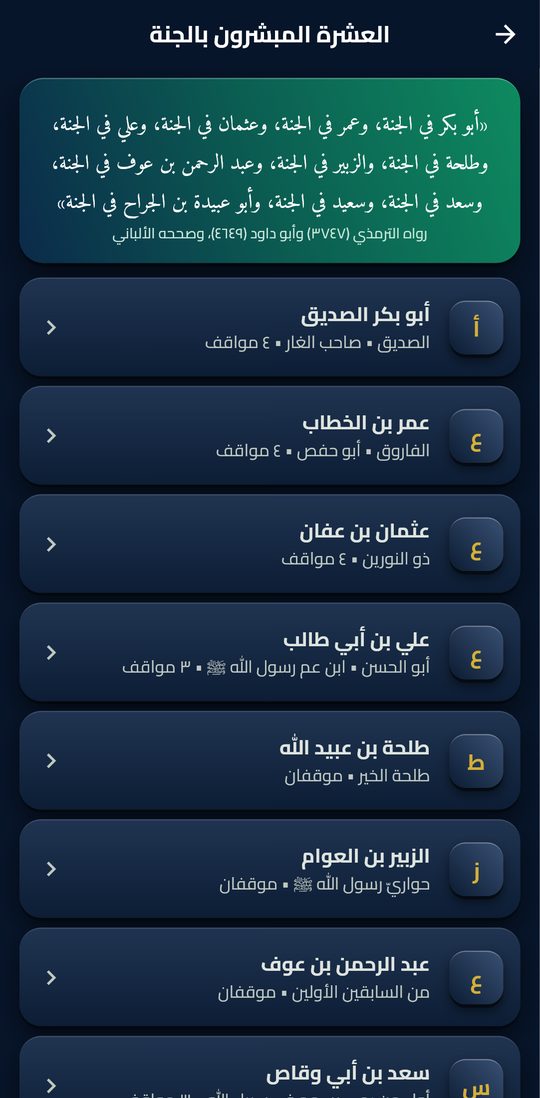 العشرة المبشرون بالجنة
«أبو بكر في الجنة، وعمر في الجنة، وعثمان في الجنة، وعلي في الجنة،
وطلحة في الجنة، والزبير في الجنة، وعبد الرحمن بن عوف في الجنة،
وسعد في الجنة، وسعيد في الجنة، وأبو عبيدة بن الجراح في الجنة»
رواه الترمذي (٣٧٤٧) وأبو داود (٤٦٤٩)، وصححه الألباني
أ
أبو بكر الصديق
الصديق • صاحب الغار • ٤ مواقف
ع
عمر بن الخطاب
الفاروق • أبو حفص • ٤ مواقف
ع
عثمان بن عفان
ذو النورين • ٤ مواقف
ع
علي بن أبي طالب
أبو الحسن • ابن عم رسول الله ﷺ • ٣ مواقف
ط
طلحة بن عبيد الله
طلحة الخير • موقفان
ز
الزبير بن العوام
حواريّ رسول الله ﷺ • موقفان
ع
عبد الرحمن بن عوف
من السابقين الأولين • موقفان
س
سعد بن أبي وقاص